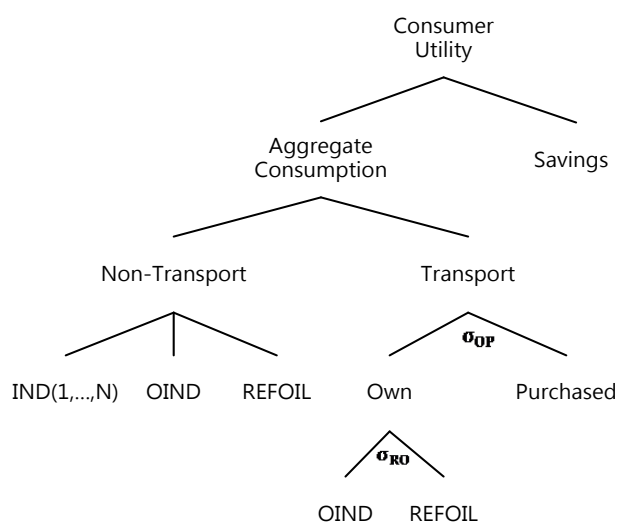 Consumer
Utility
Aggregate
Consumption
Savings
Non-Transport
Transport
σOP
IND(1,...,N)
OIND
REFOIL
Own
Purchased
σRO
OIND
REFOIL